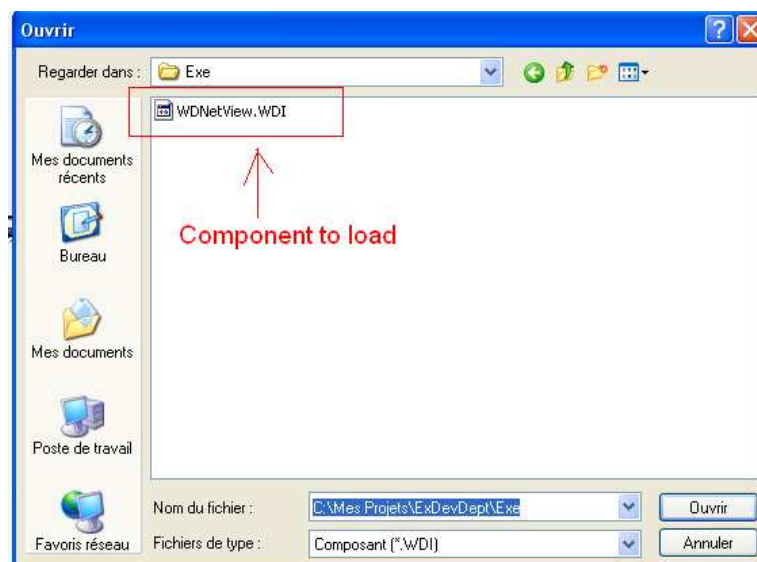 Ouvrir
Regarder dans : Exe
WDNetView.WDI
Mes documents
récents
Component to load
Bureau
Mes documents
Poste de travail
Nom du fichier : C:\Mes Projets\ExDevDept\Exe Ouvrir
Favoris réseau Fichiers de type : Composant (*.WDI) Annuler